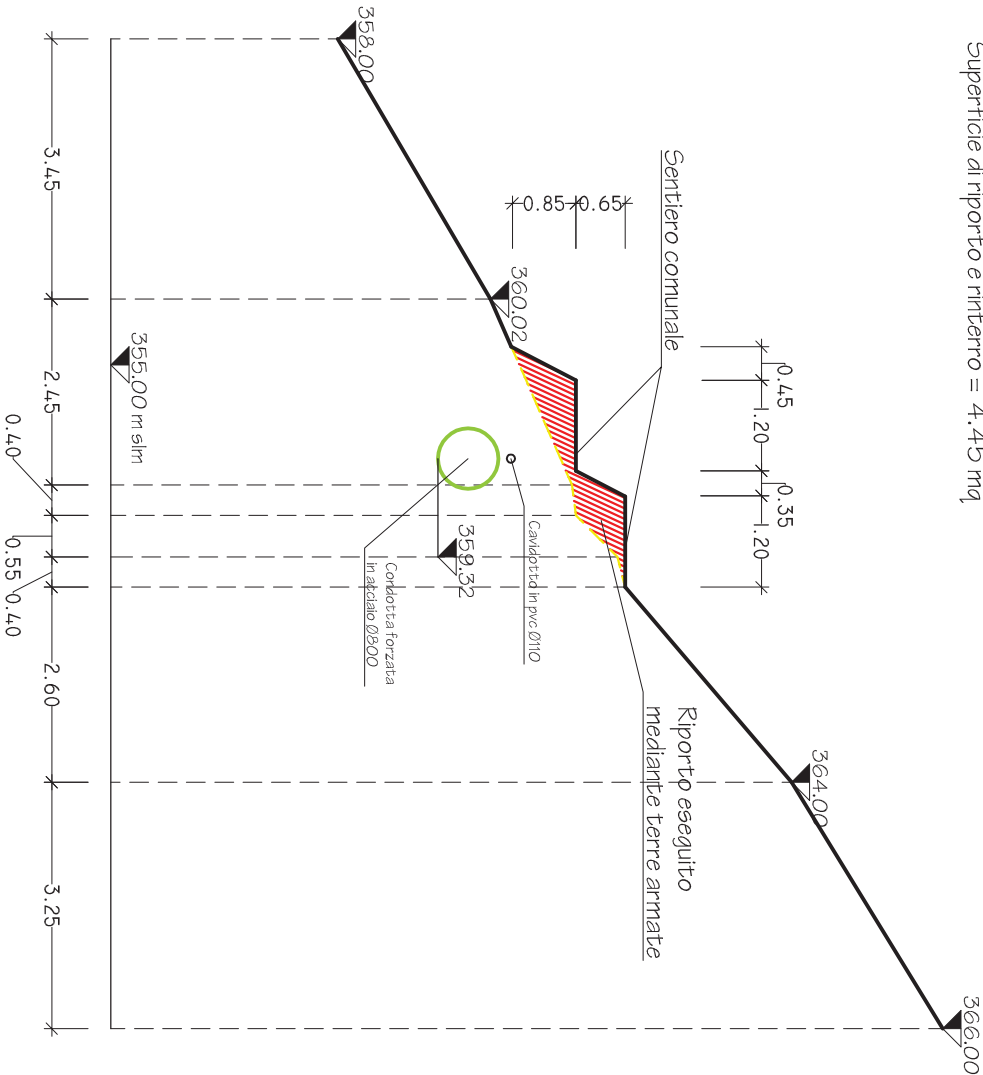 Superficie di riporto e rinterro = 4.45 mq
366.00
364.00
0.45
1.20
0.35
1.20
Sentiero comunale
Riporto eseguito
mediante terre armate
0.85
0.65
360.02
Cavidotto in pvc Ø110
359.32
Condotta forzata
in acciaio Ø800
358.00
355.00 m slm
3.45
2.45
0.40
0.55
0.40
2.60
3.25